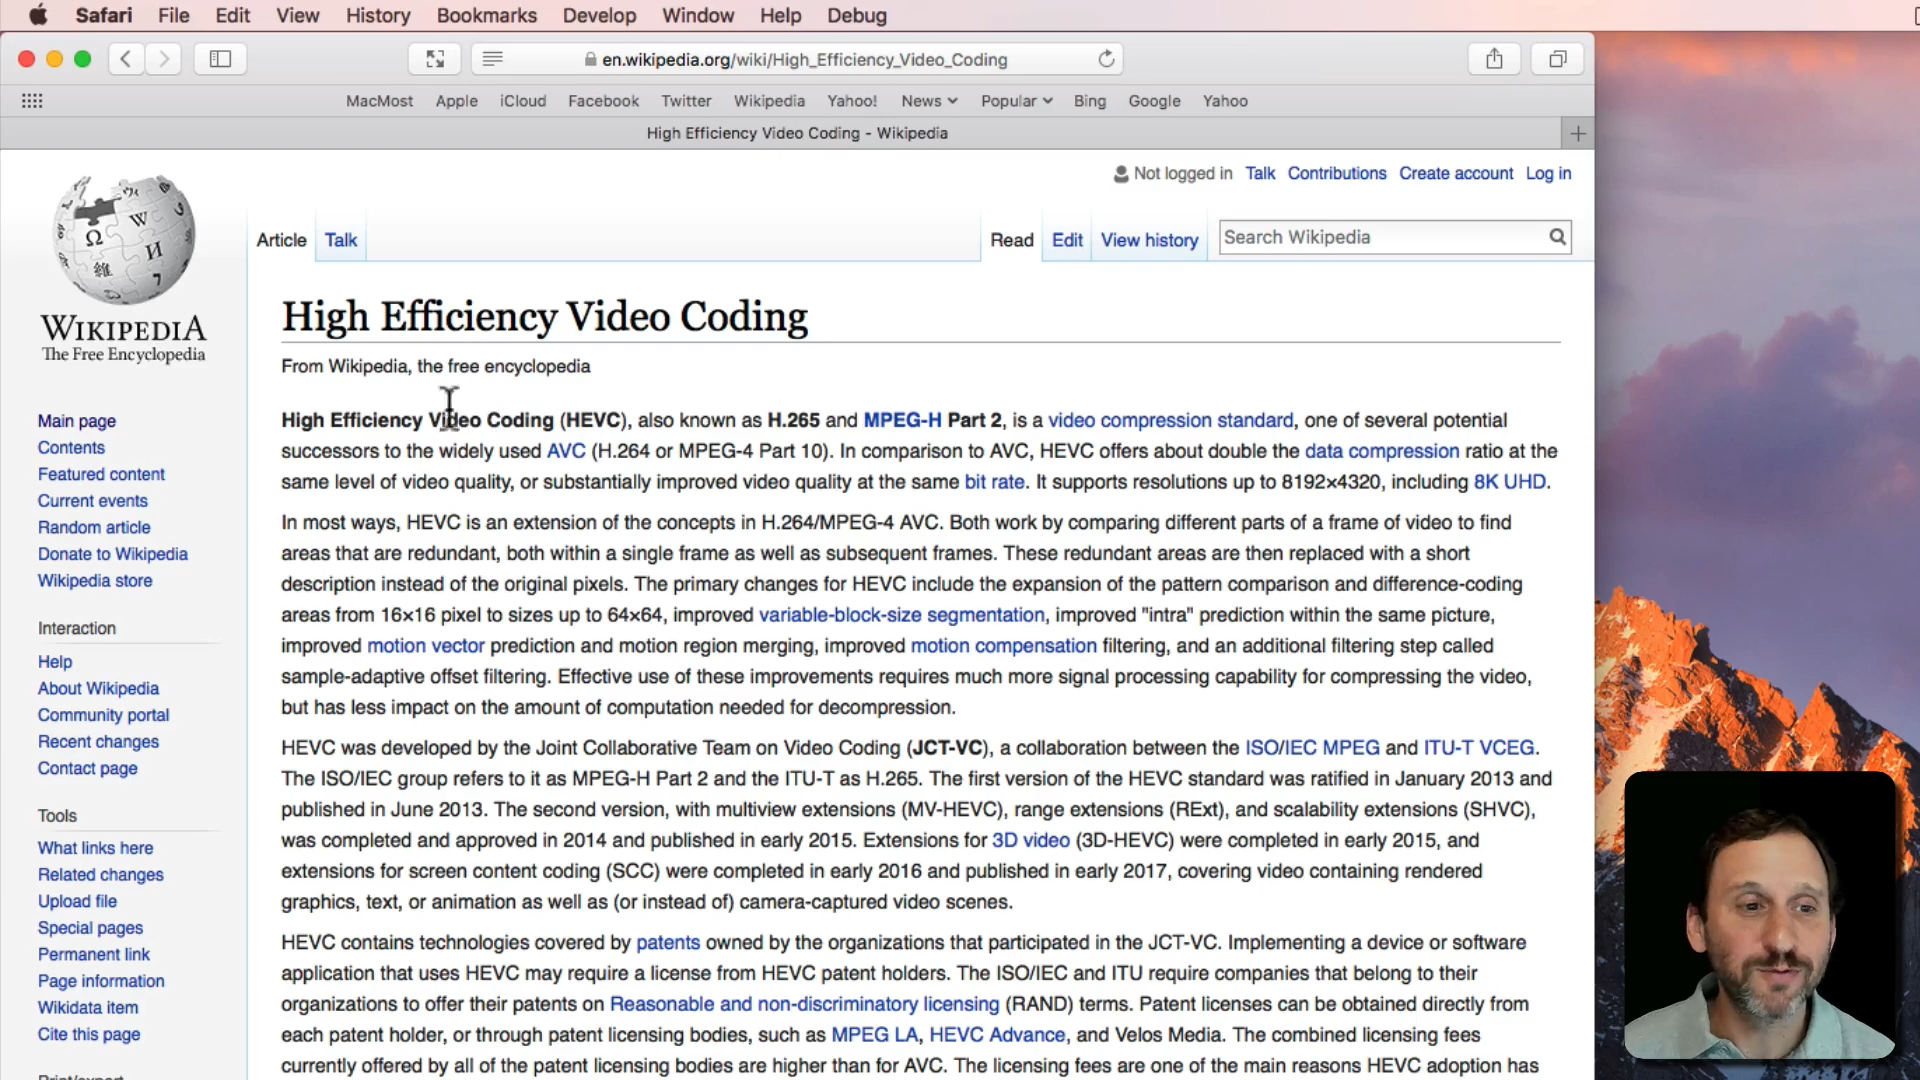 Safari File Edit View History Bookmarks Develop Window Help Debug
en.wikipedia.org/wiki/High_Efficiency_Video_Coding
MacMost Apple iCloud Facebook Twitter Wikipedia Yahoo! News Popular Bing Google Yahoo
High Efficiency Video Coding - Wikipedia
Not logged in Talk Contributions Create account Log in
Article Talk Read Edit View history Search Wikipedia
WIKIPEDIA
The Free Encyclopedia
High Efficiency Video Coding
From Wikipedia, the free encyclopedia
High Efficiency Video Coding (HEVC), also known as H.265 and MPEG-H Part 2, is a video compression standard, one of several potential
successors to the widely used AVC (H.264 or MPEG-4 Part 10). In comparison to AVC, HEVC offers about double the data compression ratio at the
same level of video quality, or substantially improved video quality at the same bit rate. It supports resolutions up to 8192×4320, including 8K UHD.
In most ways, HEVC is an extension of the concepts in H.264/MPEG-4 AVC. Both work by comparing different parts of a frame of video to find
areas that are redundant, both within a single frame as well as subsequent frames. These redundant areas are then replaced with a short
description instead of the original pixels. The primary changes for HEVC include the expansion of the pattern comparison and difference-coding
areas from 16×16 pixel to sizes up to 64×64, improved variable-block-size segmentation, improved "intra" prediction within the same picture,
improved motion vector prediction and motion region merging, improved motion compensation filtering, and an additional filtering step called
sample-adaptive offset filtering. Effective use of these improvements requires much more signal processing capability for compressing the video,
but has less impact on the amount of computation needed for decompression.
HEVC was developed by the Joint Collaborative Team on Video Coding (JCT-VC), a collaboration between the ISO/IEC MPEG and ITU-T VCEG.
The ISO/IEC group refers to it as MPEG-H Part 2 and the ITU-T as H.265. The first version of the HEVC standard was ratified in January 2013 and
published in June 2013. The second version, with multiview extensions (MV-HEVC), range extensions (RExt), and scalability extensions (SHVC),
was completed and approved in 2014 and published in early 2015. Extensions for 3D video (3D-HEVC) were completed in early 2015, and
extensions for screen content coding (SCC) were completed in early 2016 and published in early 2017, covering video containing rendered
graphics, text, or animation as well as (or instead of) camera-captured video scenes.
HEVC contains technologies covered by patents owned by the organizations that participated in the JCT-VC. Implementing a device or software
application that uses HEVC may require a license from HEVC patent holders. The ISO/IEC and ITU require companies that belong to their
organizations to offer their patents on Reasonable and non-discriminatory licensing (RAND) terms. Patent licenses can be obtained directly from
each patent holder, or through patent licensing bodies, such as MPEG LA, HEVC Advance, and Velos Media. The combined licensing fees
currently offered by all of the patent licensing bodies are higher than for AVC. The licensing fees are one of the main reasons HEVC adoption has
Main page
Contents
Featured content
Current events
Random article
Donate to Wikipedia
Wikipedia store
Interaction
Help
About Wikipedia
Community portal
Recent changes
Contact page
Tools
What links here
Related changes
Upload file
Special pages
Permanent link
Page information
Wikidata item
Cite this page
Print/export